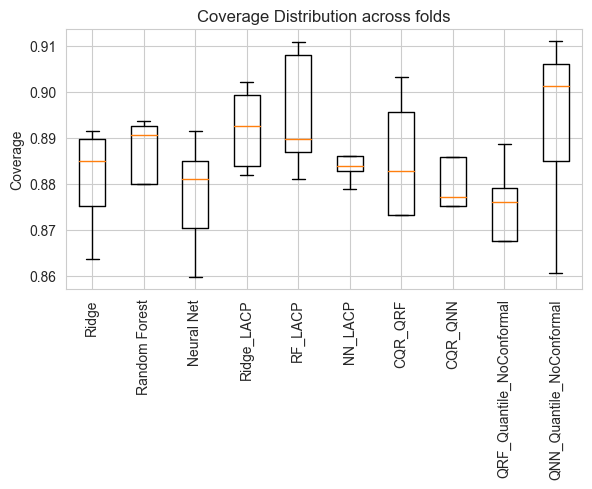 Coverage Distribution across folds
0.91
0.90
0.89
0.88
0.87
0.86
Coverage
Ridge
Random Forest
Neural Net
Ridge_LACP
RF_LACP
NN_LACP
CQR_QRF
CQR_QNN
QRF_Quantile_NoConformal
QNN_Quantile_NoConformal